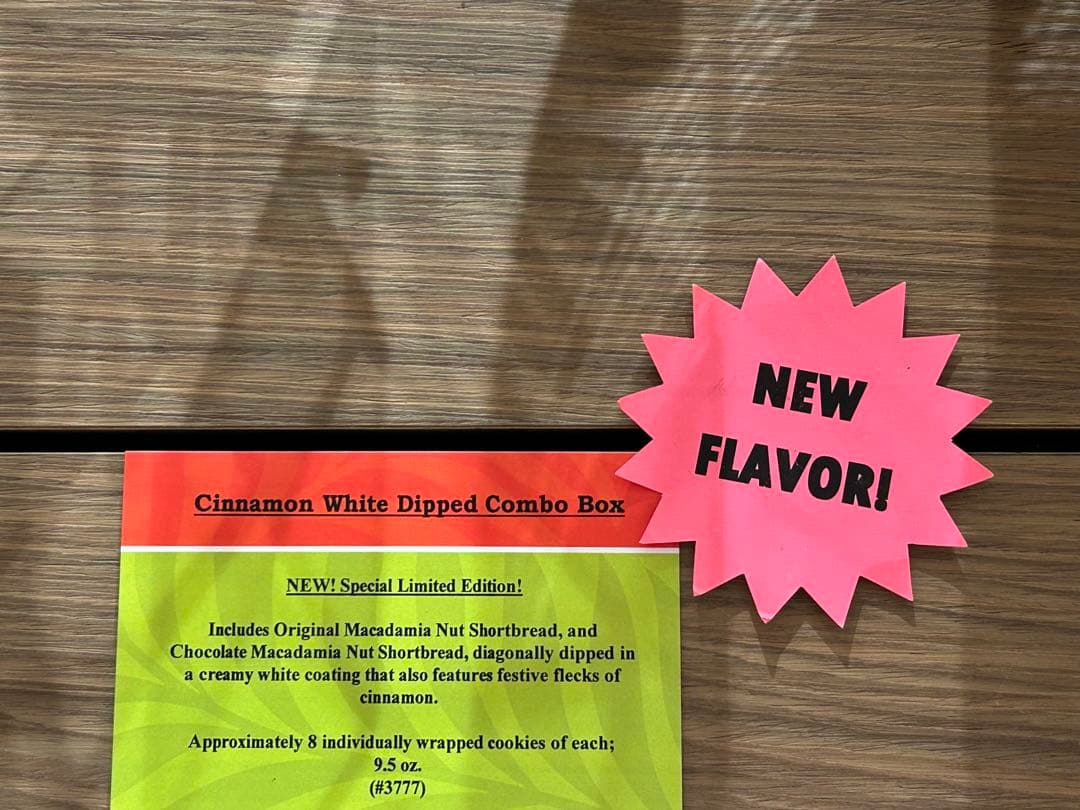 Cinnamon White Dipped Combo Box
NEW
FLAVOR!
NEW! Special Limited Edition!
Includes Original Macadamia Nut Shortbread, and
Chocolate Macadamia Nut Shortbread, diagonally dipped in
a creamy white coating that also features festive flecks of
cinnamon.
Approximately 8 individually wrapped cookies of each;
9.5 oz.
(#3777)